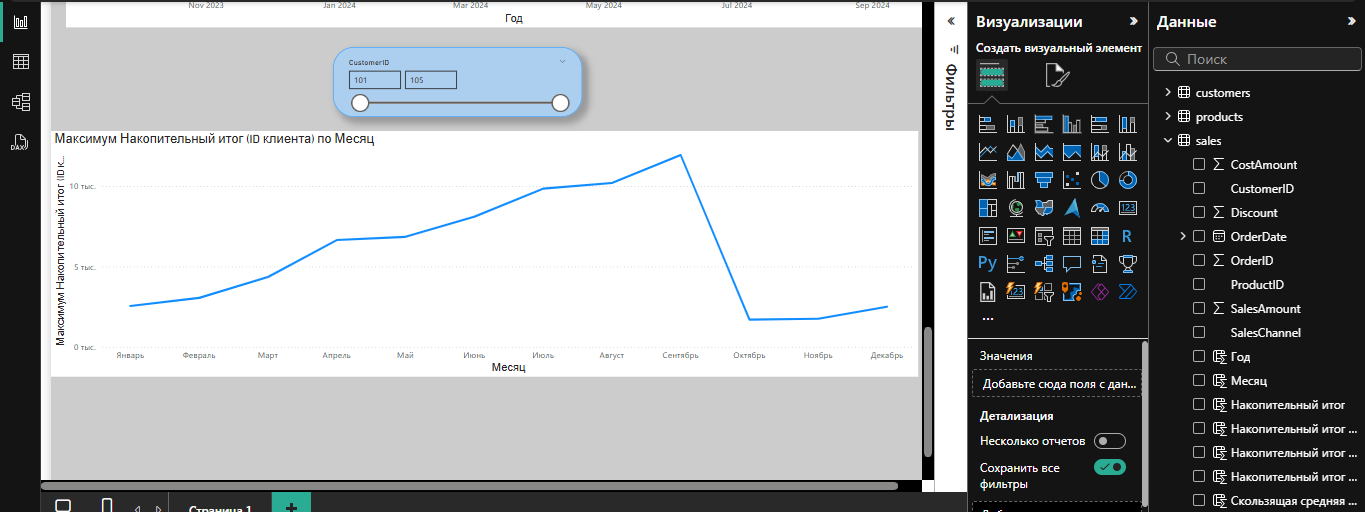 Nov 2023 Jan 2024 Mar 2024 May 2024 Jul 2024 Sep 2024
Год
CustomerID
101 105
Максимум Накопительный итог (ID клиента) по Месяц
Максимум Накопительный итог (ID к...
10 тыс.
5 тыс.
0 тыс.
Январь Февраль Март Апрель Май Июнь Июль Август Сентябрь Октябрь Ноябрь Декабрь
Месяц
Страница 1
+
DAX
Фильтры
Визуализации
Создать визуальный элемент
123
R
Py
123
...
Значения
Добавьте сюда поля с дан...
Детализация
Несколько отчетов
Сохранить все
фильтры
Данные
Поиск
customers
products
sales
CostAmount
CustomerID
Discount
OrderDate
OrderID
ProductID
SalesAmount
SalesChannel
Год
Месяц
Накопительный итог
Накопительный итог ...
Накопительный итог ...
Накопительный итог ...
Скользящая средняя ...